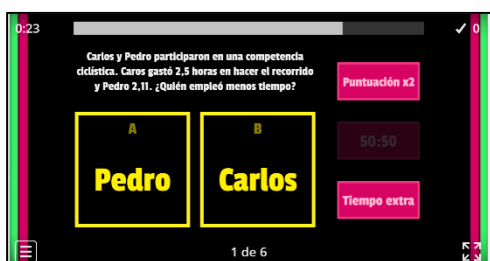 0:23
✓ 0
Carlos y Pedro participaron en una competencia
ciclística. Caros gastó 2,5 horas en hacer el recorrido
y Pedro 2,11. ¿Quién empleó menos tiempo?
Puntuación x2
A
B
50:50
Pedro
Carlos
Tiempo extra
1 de 6